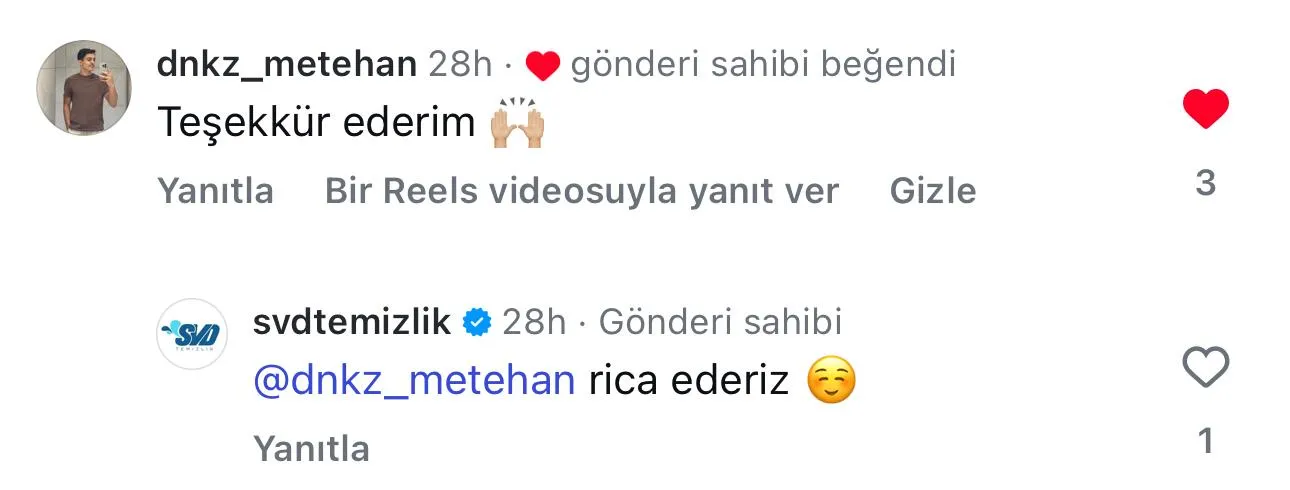 dnkz_metehan 28h · ❤️ gönderi sahibi beğendi
Teşekkür ederim 🙌🏼
Yanıtla Bir Reels videosuyla yanıt ver Gizle
3
SVD
TEMİZLİK
svdtemizlik 28h · Gönderi sahibi
@dnkz_metehan rica ederiz ☺️
Yanıtla
1